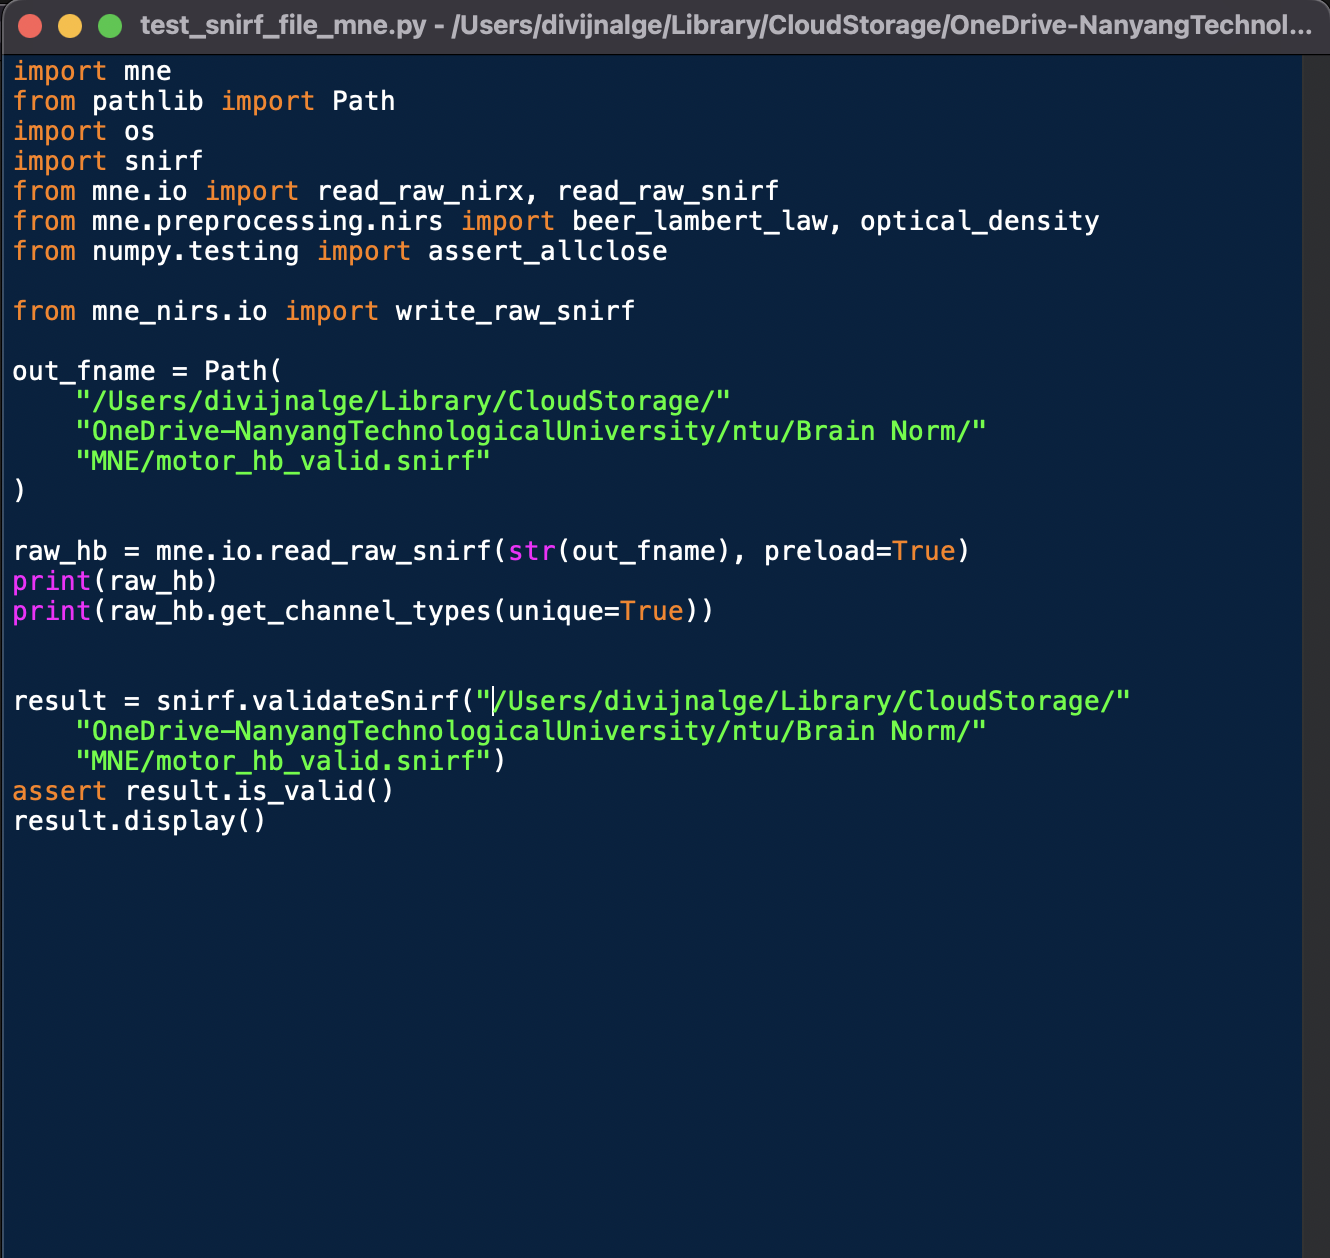 test_snirf_file_mne.py - /Users/divijnalge/Library/CloudStorage/OneDrive-NanyangTechnol...
import mne
from pathlib import Path
import os
import snirf
from mne.io import read_raw_nirx, read_raw_snirf
from mne.preprocessing.nirs import beer_lambert_law, optical_density
from numpy.testing import assert_allclose

from mne_nirs.io import write_raw_snirf

out_fname = Path(
    "/Users/divijnalge/Library/CloudStorage/"
    "OneDrive-NanyangTechnologicalUniversity/ntu/Brain Norm/"
    "MNE/motor_hb_valid.snirf"
)

raw_hb = mne.io.read_raw_snirf(str(out_fname), preload=True)
print(raw_hb)
print(raw_hb.get_channel_types(unique=True))


result = snirf.validateSnirf("/Users/divijnalge/Library/CloudStorage/"
    "OneDrive-NanyangTechnologicalUniversity/ntu/Brain Norm/"
    "MNE/motor_hb_valid.snirf")
assert result.is_valid()
result.display()